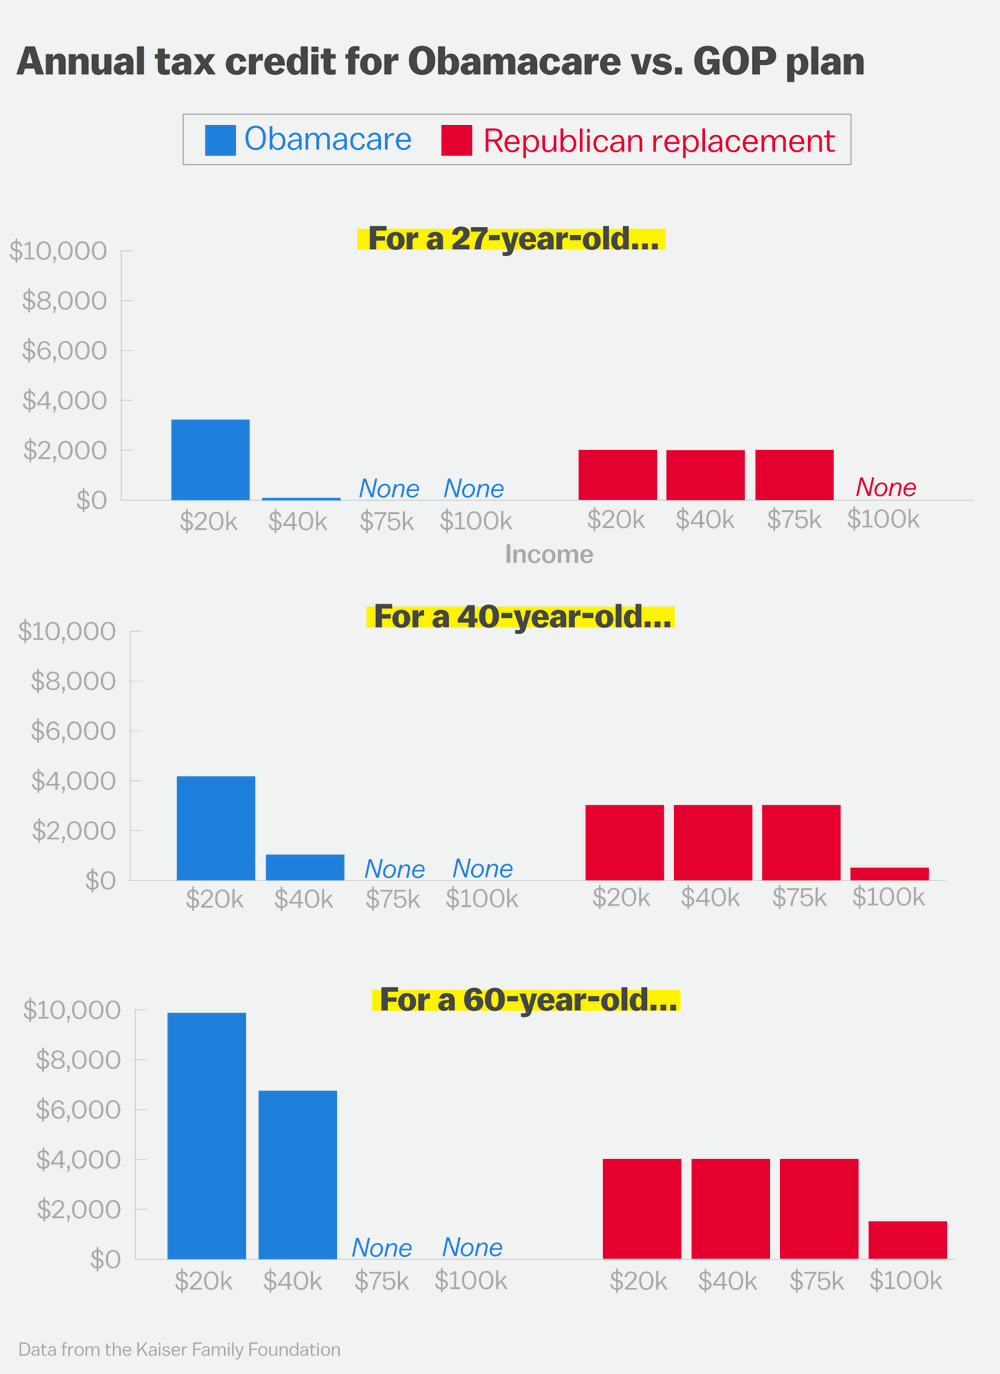 Annual tax credit for Obamacare vs. GOP plan
Obamacare Republican replacement
For a 27-year-old...
$10,000
$8,000
$6,000
$4,000
$2,000
$0
None None None
$20k $40k $75k $100k $20k $40k $75k $100k
Income
For a 40-year-old...
$10,000
$8,000
$6,000
$4,000
$2,000
$0
None None
$20k $40k $75k $100k $20k $40k $75k $100k
For a 60-year-old...
$10,000
$8,000
$6,000
$4,000
$2,000
$0
None None
$20k $40k $75k $100k $20k $40k $75k $100k
Data from the Kaiser Family Foundation